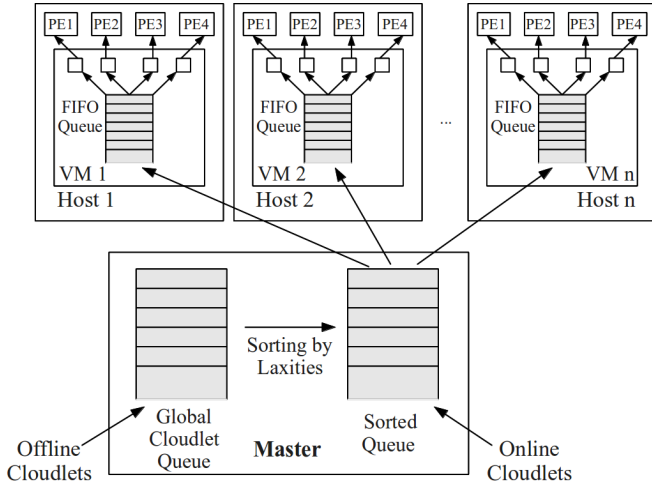 PE1 PE2 PE3 PE4
PE1 PE2 PE3 PE4
PE1 PE2 PE3 PE4
FIFO
Queue
VM 1
Host 1
FIFO
Queue
VM 2
Host 2
...
FIFO
Queue
VM n
Host n
Sorting by
Laxities
Global
Cloudlet
Queue
Master
Sorted
Queue
Offline
Cloudlets
Online
Cloudlets